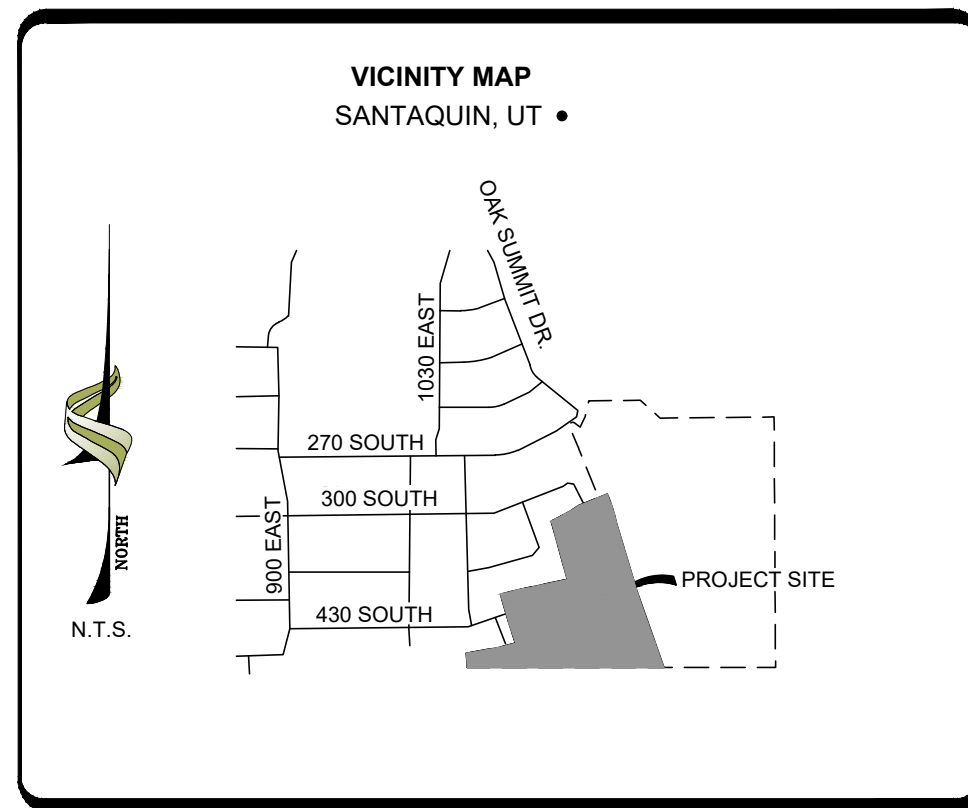 VICINITY MAP
SANTAQUIN, UT •
OAK SUMMIT DR.
1030 EAST
270 SOUTH
300 SOUTH
900 EAST
NORTH
PROJECT SITE
430 SOUTH
N.T.S.